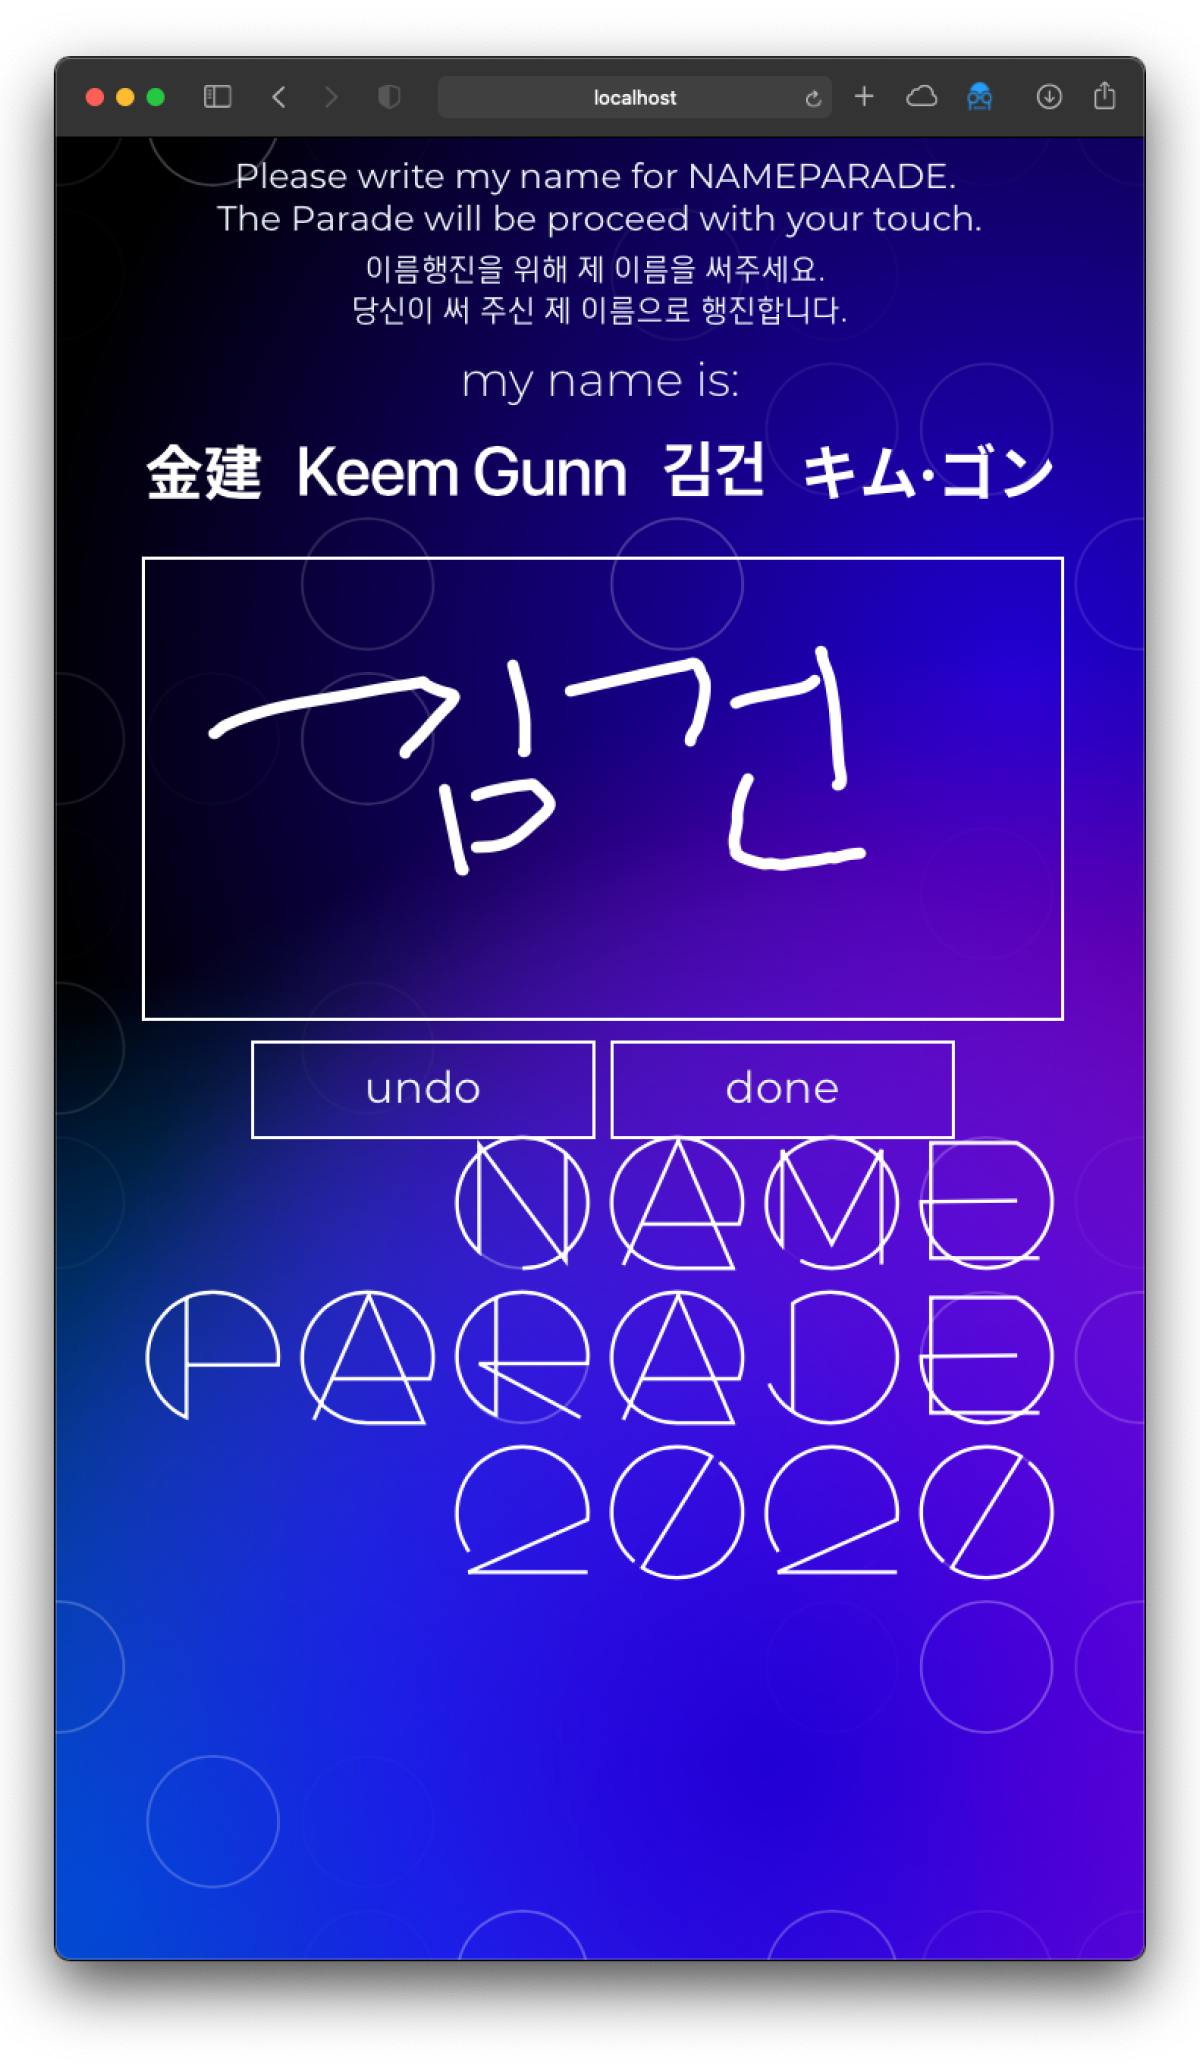 localhost
Please write my name for NAMEPARADE.
The Parade will be proceed with your touch.
이름행진을 위해 제 이름을 써주세요.
당신이 써 주신 제 이름으로 행진합니다.
my name is:
金建 Keem Gunn 김건 キム·ゴン
김건
undo done
NAME
PARADE
2020